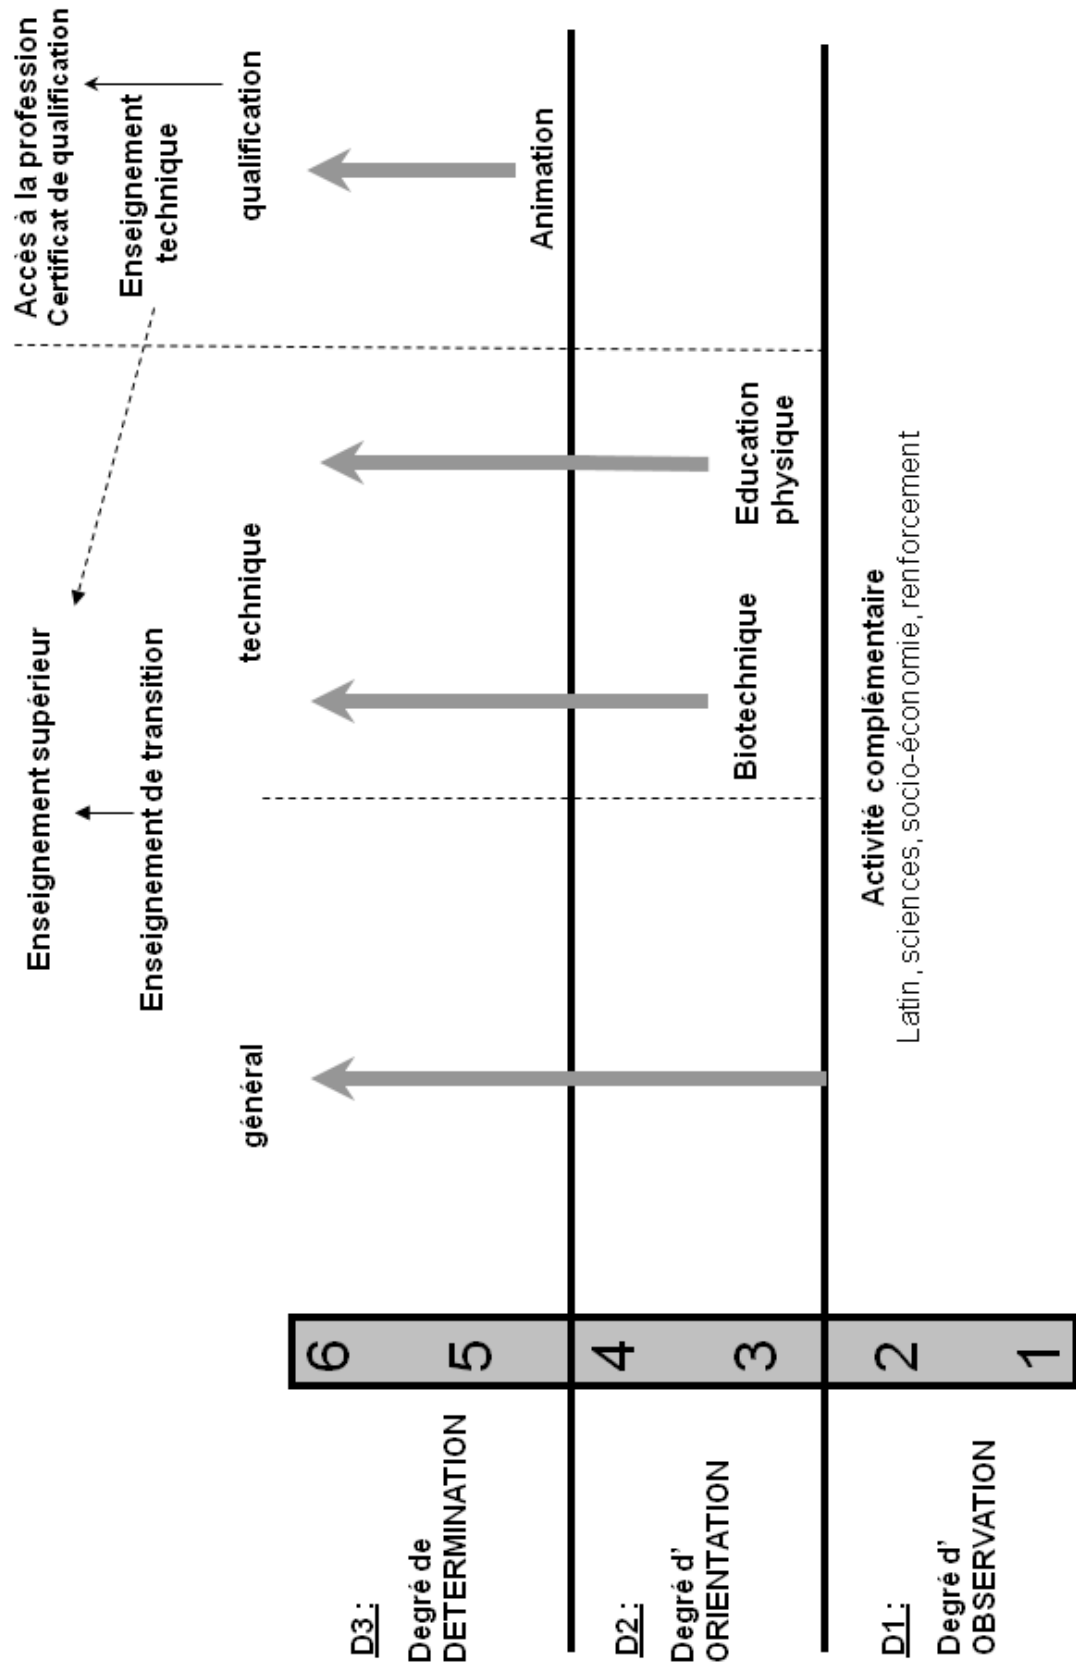 Enseignement supérieur
Accès à la profession
Certificat de qualification
Enseignement de transition
Enseignement
technique
général
technique
qualification
D3 :
Degré de
DETERMINATION
6
5
Animation
D2 :
Degré d’
ORIENTATION
4
3
Biotechnique
Education
physique
D1 :
Degré d’
OBSERVATION
2
1
Activité complémentaire
Latin, sciences, socio-économie, renforcement